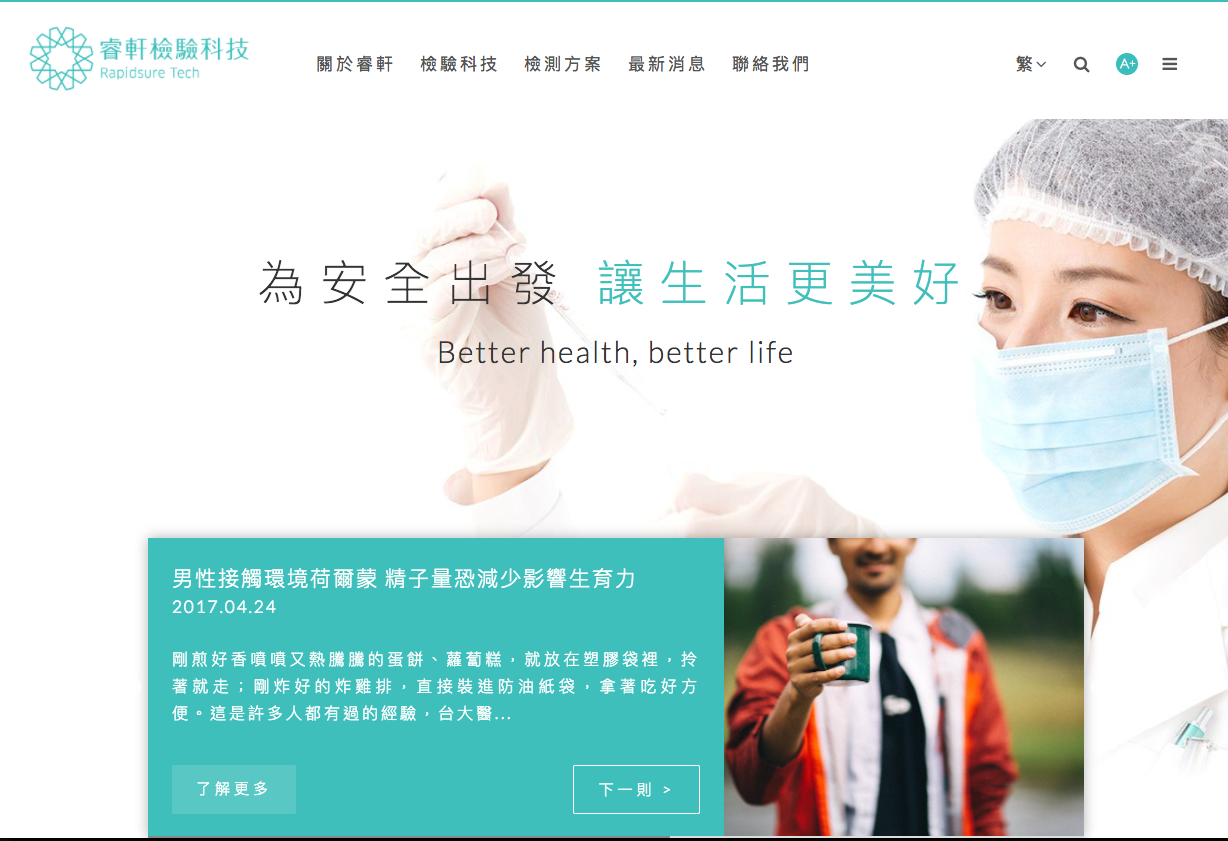 睿軒檢驗科技
Rapidsure Tech
關於睿軒 檢驗科技 檢測方案 最新消息 聯絡我們
繁 A+
為安全出發 讓生活更美好
Better health, better life
男性接觸環境荷爾蒙 精子量恐減少影響生育力
2017.04.24
剛煎好香噴噴又熱騰騰的蛋餅、蘿蔔糕，就放在塑膠袋裡，拎
著就走；剛炸好的炸雞排，直接裝進防油紙袋，拿著吃好方
便。這是許多人都有過的經驗，台大醫...
了解更多 下一則 >